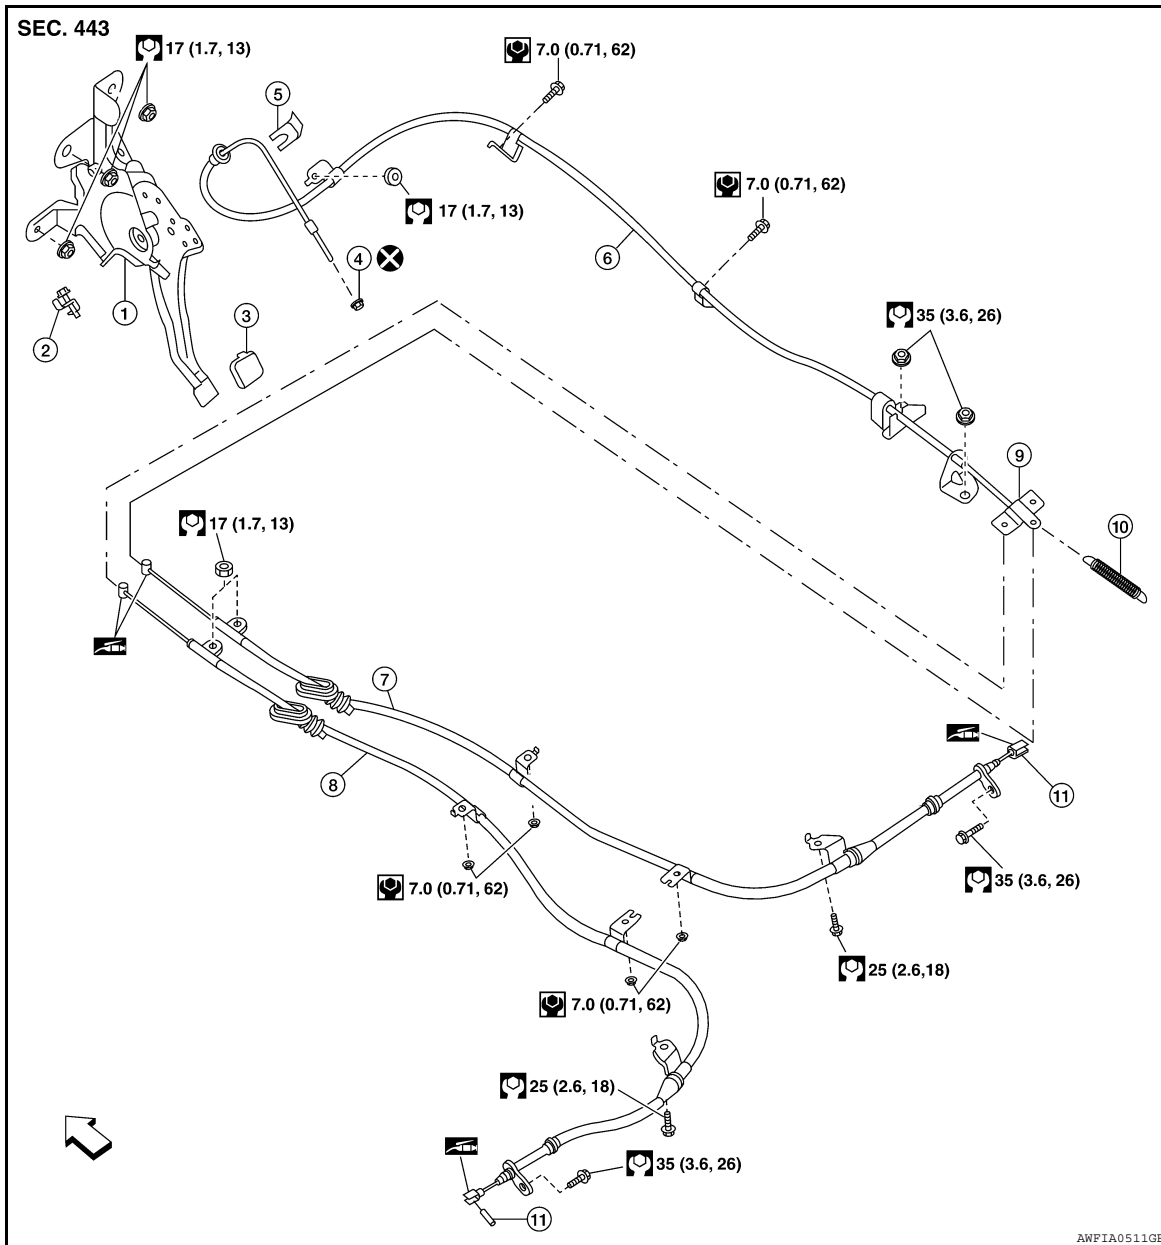 SEC. 443
17 (1.7, 13)
7.0 (0.71, 62)
5
7.0 (0.71, 62)
17 (1.7, 13)
6
4
1
3
2
35 (3.6, 26)
9
10
17 (1.7, 13)
7
8
11
35 (3.6, 26)
7.0 (0.71, 62)
25 (2.6,18)
7.0 (0.71, 62)
25 (2.6, 18)
35 (3.6, 26)
11